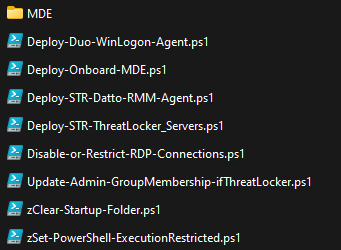 MDE
Deploy-Duo-WinLogon-Agent.ps1
Deploy-Onboard-MDE.ps1
Deploy-STR-Datto-RMM-Agent.ps1
Deploy-STR-ThreatLocker_Servers.ps1
Disable-or-Restrict-RDP-Connections.ps1
Update-Admin-GroupMembership-ifThreatLocker.ps1
zClear-Startup-Folder.ps1
zSet-PowerShell-ExecutionRestricted.ps1